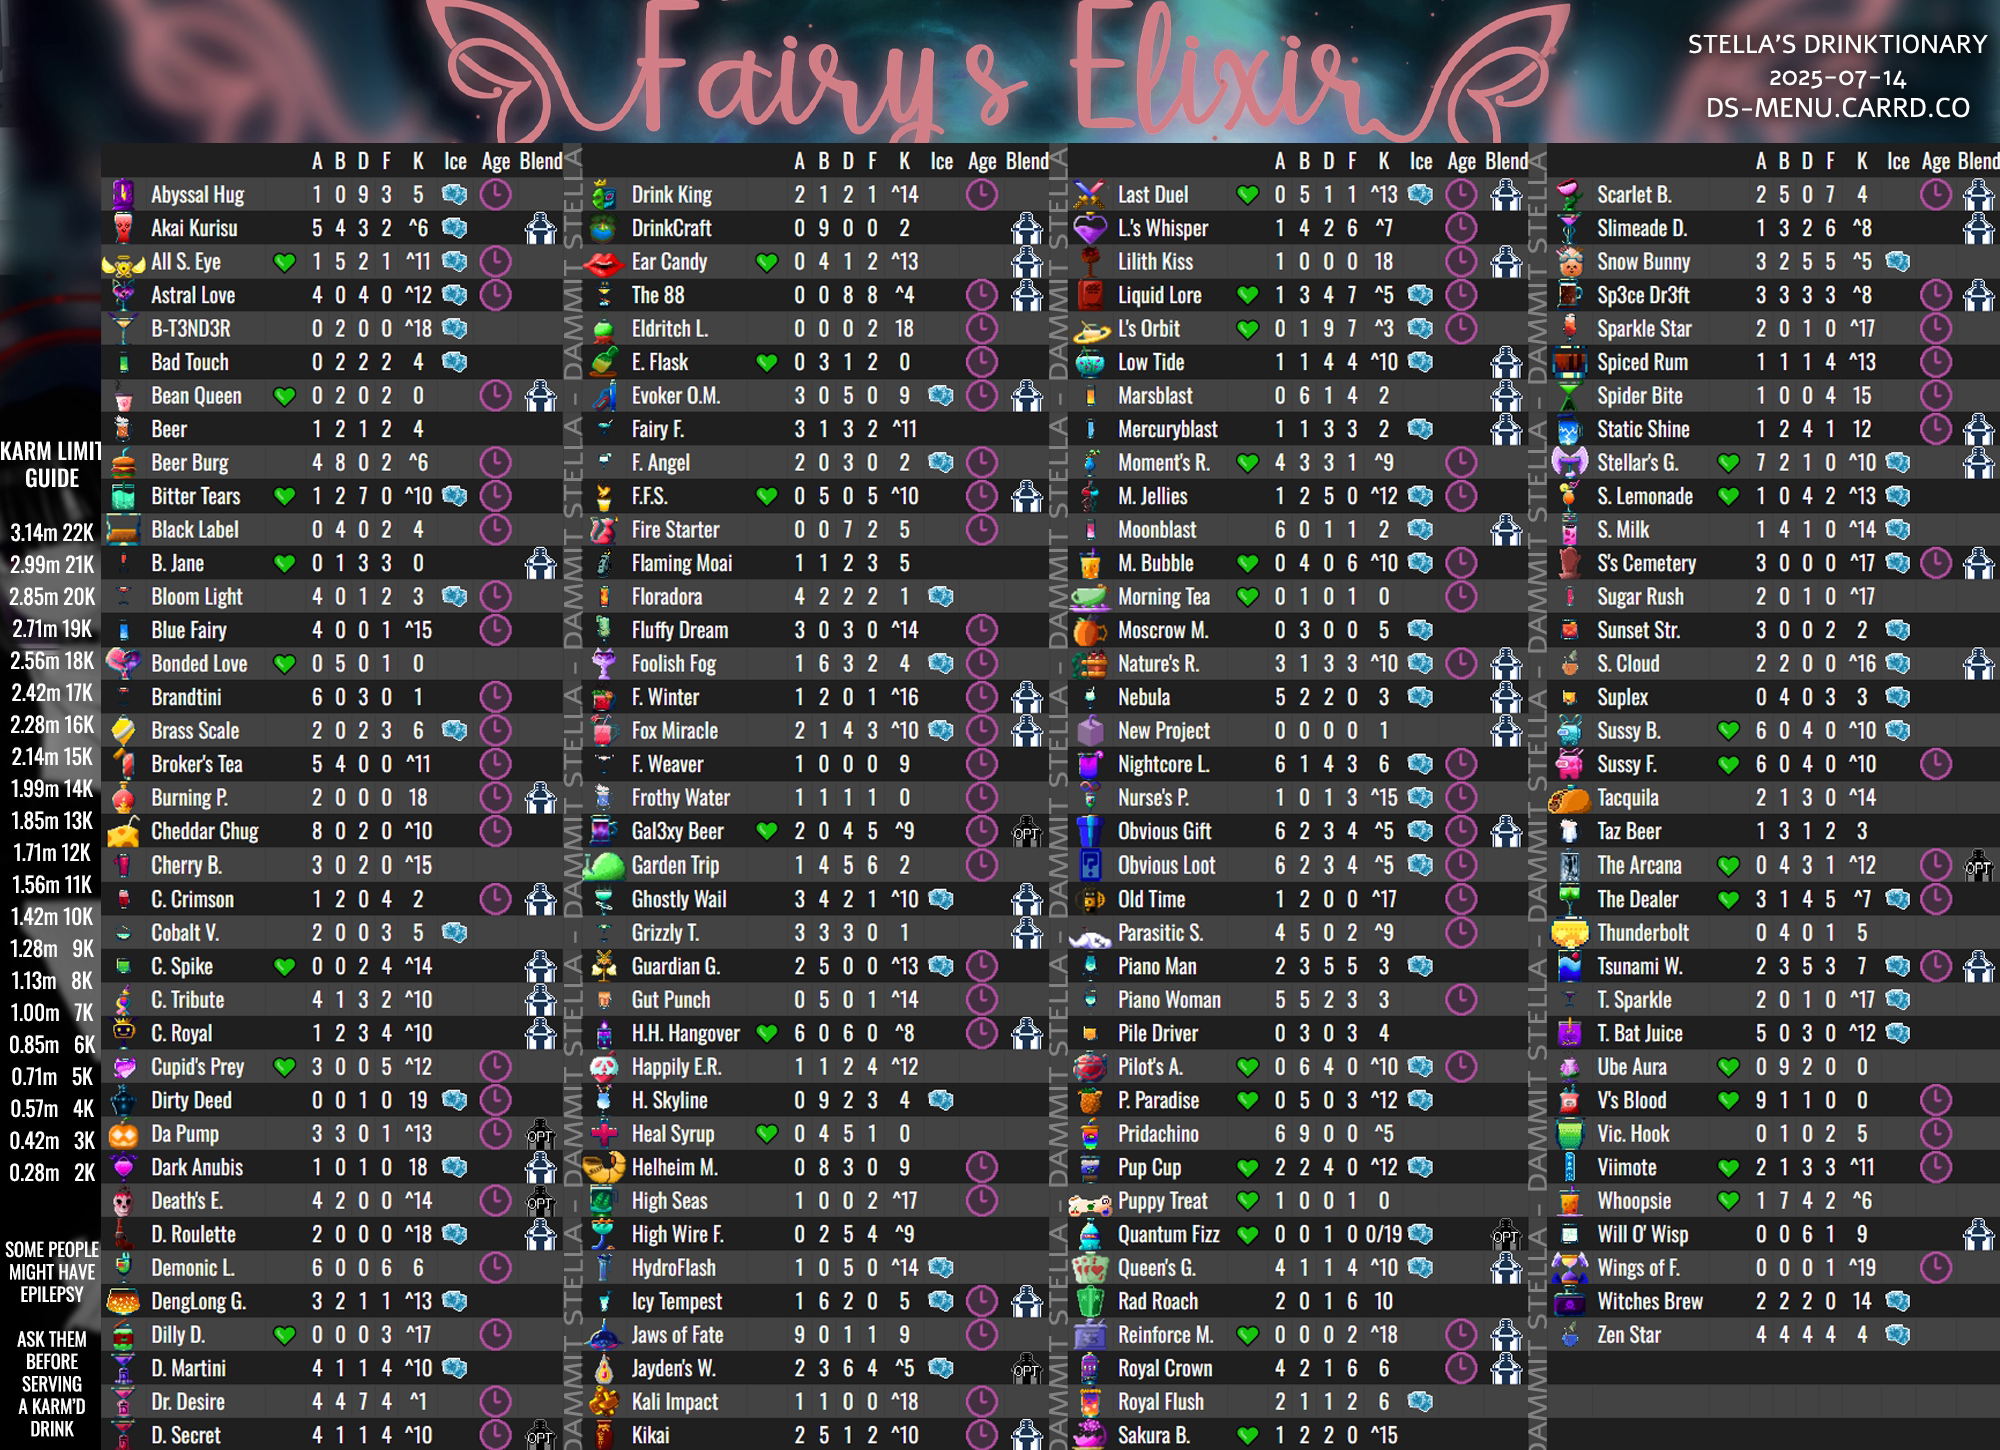 Fairy's Elixir
STELLA'S DRINKTIONARY
2025-07-14
DS-MENU.CARRD.CO
KARM LIMIT
GUIDE
3.14m 22K
2.99m 21K
2.85m 20K
2.71m 19K
2.56m 18K
2.42m 17K
2.28m 16K
2.14m 15K
1.99m 14K
1.85m 13K
1.71m 12K
1.56m 11K
1.42m 10K
1.28m 9K
1.13m 8K
1.00m 7K
0.85m 6K
0.71m 5K
0.57m 4K
0.42m 3K
0.28m 2K
SOME PEOPLE
MIGHT HAVE
EPILEPSY
ASK THEM
BEFORE
SERVING
A KARM'D
DRINK
A B D F K Ice Age Blend
Abyssal Hug 1 0 9 3 5
Akai Kurisu 5 4 3 2 ^6
All S. Eye 1 5 2 1 ^11
Astral Love 4 0 4 0 ^12
B-T3ND3R 0 2 0 0 ^18
Bad Touch 0 2 2 2 4
Bean Queen 0 2 0 2 0
Beer 1 2 1 2 4
Beer Burg 4 8 0 2 ^6
Bitter Tears 1 2 7 0 ^10
Black Label 0 4 0 2 4
B. Jane 0 1 3 3 0
Bloom Light 4 0 1 2 3
Blue Fairy 4 0 0 1 ^15
Bonded Love 0 5 0 1 0
Brandtini 6 0 3 0 1
Brass Scale 2 0 2 3 6
Broker's Tea 5 4 0 0 ^11
Burning P. 2 0 0 0 18
Cheddar Chug 8 0 2 0 ^10
Cherry B. 3 0 2 0 ^15
C. Crimson 1 2 0 4 2
Cobalt V. 2 0 0 3 5
C. Spike 0 0 2 4 ^14
C. Tribute 4 1 3 2 ^10
C. Royal 1 2 3 4 ^10
Cupid's Prey 3 0 0 5 ^12
Dirty Deed 0 0 1 0 19
Da Pump 3 3 0 1 ^13 OPT
Dark Anubis 1 0 1 0 18
Death's E. 4 2 0 0 ^14 OPT
D. Roulette 2 0 0 0 ^18
Demonic L. 6 0 0 6 6
DengLong G. 3 2 1 1 ^13
Dilly D. 0 0 0 3 ^17
D. Martini 4 1 1 4 ^10
Dr. Desire 4 4 7 4 ^1
D. Secret 4 1 1 4 ^10 OPT
DAMMIT STELLA - DAMMIT STELLA - DAMMIT STELLA - DAMMIT STELLA - DAMMIT STELLA
A B D F K Ice Age Blend
Drink King 2 1 2 1 ^14
DrinkCraft 0 9 0 0 2
Ear Candy 0 4 1 2 ^13
The 88 0 0 8 8 ^4
Eldritch L. 0 0 0 2 18
E. Flask 0 3 1 2 0
Evoker O.M. 3 0 5 0 9
Fairy F. 3 1 3 2 ^11
F. Angel 2 0 3 0 2
F.F.S. 0 5 0 5 ^10
Fire Starter 0 0 7 2 5
Flaming Moai 1 1 2 3 5
Floradora 4 2 2 2 1
Fluffy Dream 3 0 3 0 ^14
Foolish Fog 1 6 3 2 4
F. Winter 1 2 0 1 ^16
Fox Miracle 2 1 4 3 ^10
F. Weaver 1 0 0 0 9
Frothy Water 1 1 1 1 0
Gal3xy Beer 2 0 4 5 ^9 OPT
Garden Trip 1 4 5 6 2
Ghostly Wail 3 4 2 1 ^10
Grizzly T. 3 3 3 0 1
Guardian G. 2 5 0 0 ^13
Gut Punch 0 5 0 1 ^14
H.H. Hangover 6 0 6 0 ^8
Happily E.R. 1 1 2 4 ^12
H. Skyline 0 9 2 3 4
Heal Syrup 0 4 5 1 0
Helheim M. 0 8 3 0 9
High Seas 1 0 0 2 ^17
High Wire F. 0 2 5 4 ^9
HydroFlash 1 0 5 0 ^14
Icy Tempest 1 6 2 0 5
Jaws of Fate 9 0 1 1 9
Jayden's W. 2 3 6 4 ^5 OPT
Kali Impact 1 1 0 0 ^18
Kikai 2 5 1 2 ^10
DAMMIT STELLA - DAMMIT STELLA - DAMMIT STELLA - DAMMIT STELLA - DAMMIT STELLA
A B D F K Ice Age Blend
Last Duel 0 5 1 1 ^13
L.'s Whisper 1 4 2 6 ^7
Lilith Kiss 1 0 0 0 18
Liquid Lore 1 3 4 7 ^5
L's Orbit 0 1 9 7 ^3
Low Tide 1 1 4 4 ^10
Marsblast 0 6 1 4 2
Mercuryblast 1 1 3 3 2
Moment's R. 4 3 3 1 ^9
M. Jellies 1 2 5 0 ^12
Moonblast 6 0 1 1 2
M. Bubble 0 4 0 6 ^10
Morning Tea 0 1 0 1 0
Moscrow M. 0 3 0 0 5
Nature's R. 3 1 3 3 ^10
Nebula 5 2 2 0 3
New Project 0 0 0 0 1
Nightcore L. 6 1 4 3 6
Nurse's P. 1 0 1 3 ^15
Obvious Gift 6 2 3 4 ^5
Obvious Loot 6 2 3 4 ^5
Old Time 1 2 0 0 ^17
Parasitic S. 4 5 0 2 ^9
Piano Man 2 3 5 5 3
Piano Woman 5 5 2 3 3
Pile Driver 0 3 0 3 4
Pilot's A. 0 6 4 0 ^10
P. Paradise 0 5 0 3 ^12
Pridachino 6 9 0 0 ^5
Pup Cup 2 2 4 0 ^12
Puppy Treat 1 0 0 1 0
Quantum Fizz 0 0 1 0 0/19 OPT
Queen's G. 4 1 1 4 ^10
Rad Roach 2 0 1 6 10
Reinforce M. 0 0 0 2 ^18
Royal Crown 4 2 1 6 6
Royal Flush 2 1 1 2 6
Sakura B. 1 2 2 0 ^15
DAMMIT STELLA - DAMMIT STELLA - DAMMIT STELLA - DAMMIT STELLA - DAMMIT STELLA
A B D F K Ice Age Blend
Scarlet B. 2 5 0 7 4
Slimeade D. 1 3 2 6 ^8
Snow Bunny 3 2 5 5 ^5
Sp3ce Dr3ft 3 3 3 3 ^8
Sparkle Star 2 0 1 0 ^17
Spiced Rum 1 1 1 4 ^13
Spider Bite 1 0 0 4 15
Static Shine 1 2 4 1 12
Stellar's G. 7 2 1 0 ^10
S. Lemonade 1 0 4 2 ^13
S. Milk 1 4 1 0 ^14
S's Cemetery 3 0 0 0 ^17
Sugar Rush 2 0 1 0 ^17
Sunset Str. 3 0 0 2 2
S. Cloud 2 2 0 0 ^16
Suplex 0 4 0 3 3
Sussy B. 6 0 4 0 ^10
Sussy F. 6 0 4 0 ^10
Tacquila 2 1 3 0 ^14
Taz Beer 1 3 1 2 3
The Arcana 0 4 3 1 ^12 OPT
The Dealer 3 1 4 5 ^7
Thunderbolt 0 4 0 1 5
Tsunami W. 2 3 5 3 7
T. Sparkle 2 0 1 0 ^17
T. Bat Juice 5 0 3 0 ^12
Ube Aura 0 9 2 0 0
V's Blood 9 1 1 0 0
Vic. Hook 0 1 0 2 5
Viimote 2 1 3 3 ^11
Whoopsie 1 7 4 2 ^6
Will O' Wisp 0 0 6 1 9
Wings of F. 0 0 0 1 ^19
Witches Brew 2 2 2 0 14
Zen Star 4 4 4 4 4